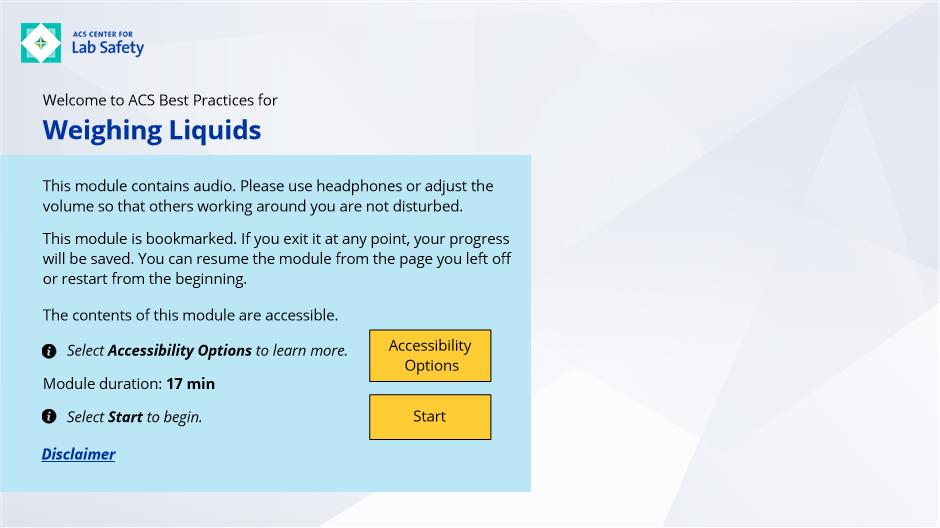 ACS CENTER FOR
Lab Safety
Welcome to ACS Best Practices for
Weighing Liquids
This module contains audio. Please use headphones or adjust the
volume so that others working around you are not disturbed.
This module is bookmarked. If you exit it at any point, your progress
will be saved. You can resume the module from the page you left off
or restart from the beginning.
The contents of this module are accessible.
Select Accessibility Options to learn more.
Accessibility
Options
Module duration: 17 min
Select Start to begin.
Start
Disclaimer